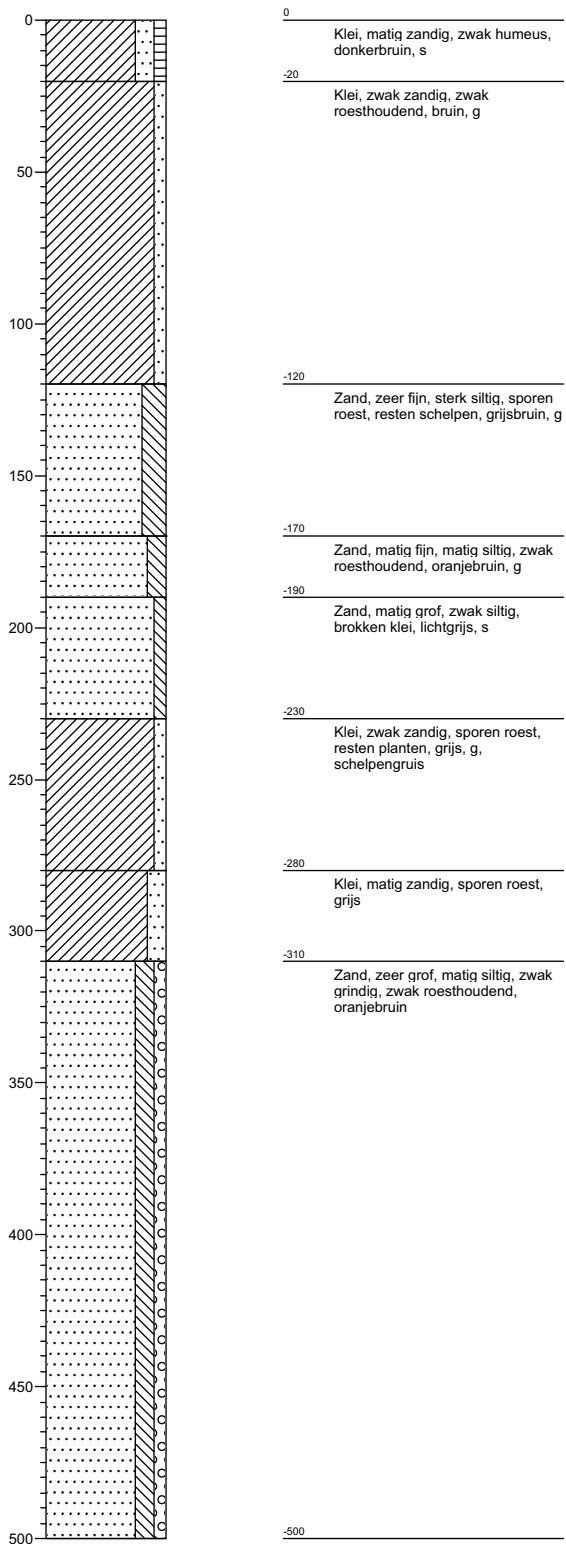 0
Klei, matig zandig, zwak humeus,
donkerbruin, s
-20
Klei, zwak zandig, zwak
roesthoudend, bruin, g
-120
Zand, zeer fijn, sterk siltig, sporen
roest, resten schelpen, grijsbruin, g
-170
Zand, matig fijn, matig siltig, zwak
roesthoudend, oranjebruin, g
-190
Zand, matig grof, zwak siltig,
brokken klei, lichtgrijs, s
-230
Klei, zwak zandig, sporen roest,
resten planten, grijs, g,
schelpengruis
-280
Klei, matig zandig, sporen roest,
grijs
-310
Zand, zeer grof, matig siltig, zwak
grindig, zwak roesthoudend,
oranjebruin
-500
0
50
100
150
200
250
300
350
400
450
500